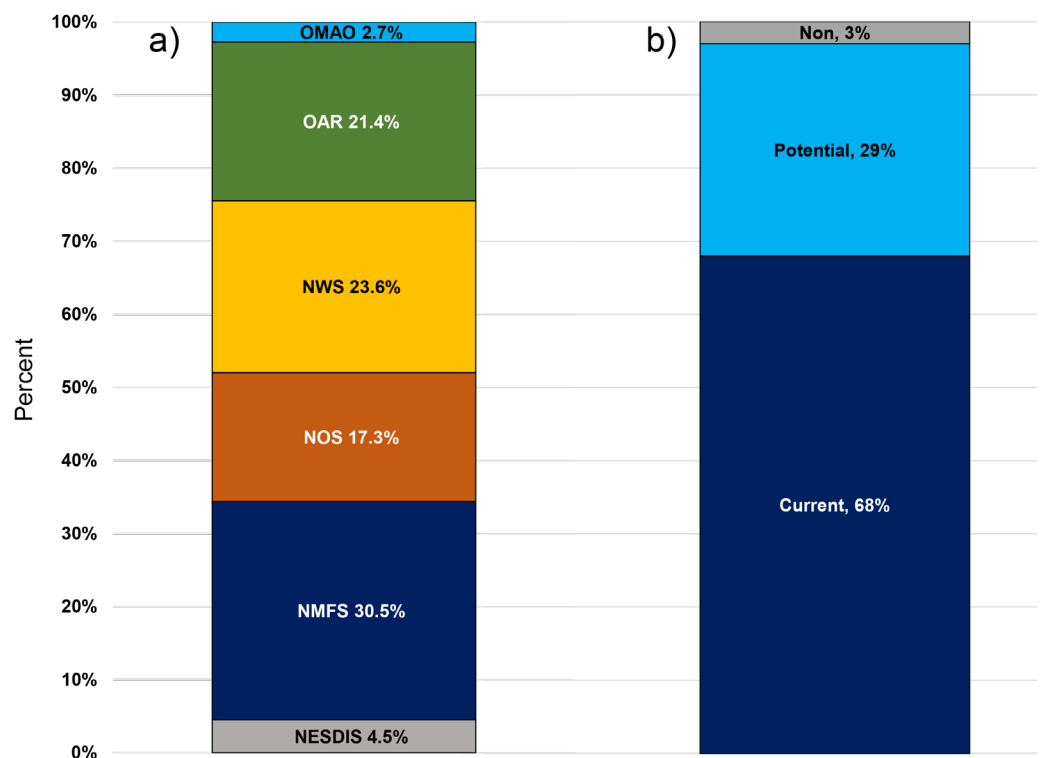 a)
b)
Percent
100%
90%
80%
70%
60%
50%
40%
30%
20%
10%
0%
OMAO 2.7%
OAR 21.4%
NWS 23.6%
NOS 17.3%
NMFS 30.5%
NESDIS 4.5%
Non, 3%
Potential, 29%
Current, 68%